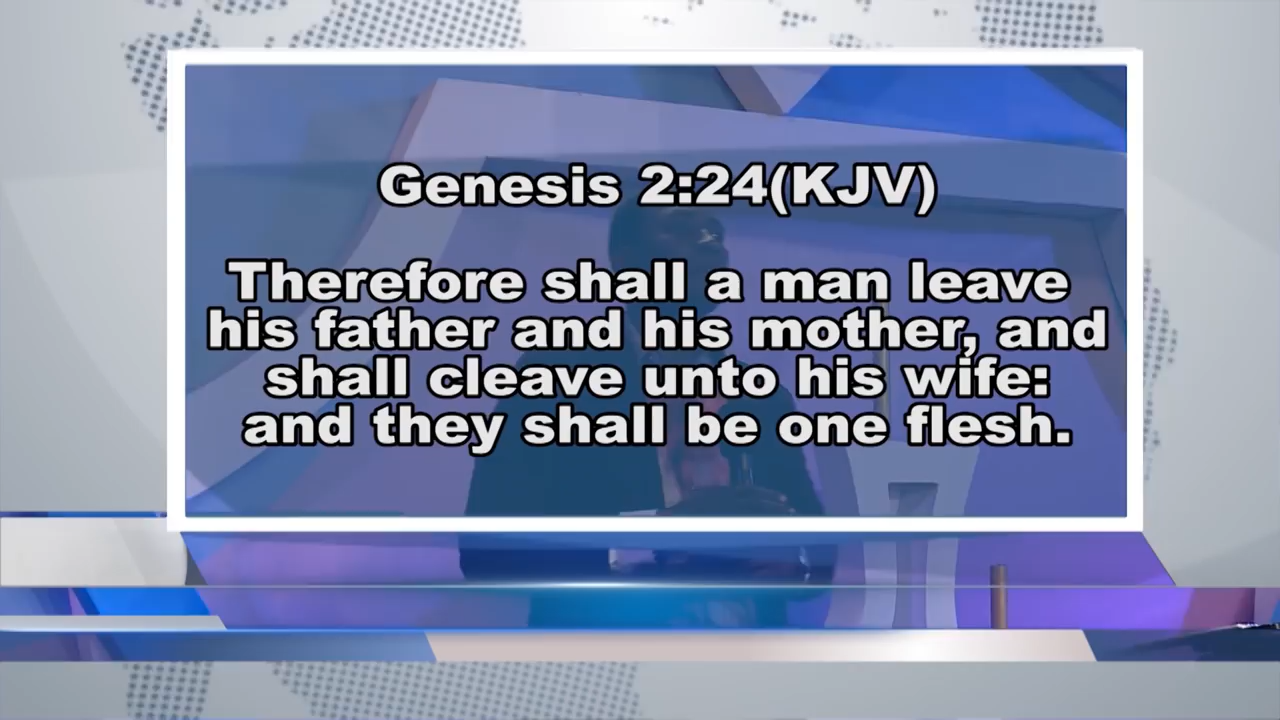 Genesis 2:24(KJV)
Therefore shall a man leave
his father and his mother, and
shall cleave unto his wife:
and they shall be one flesh.